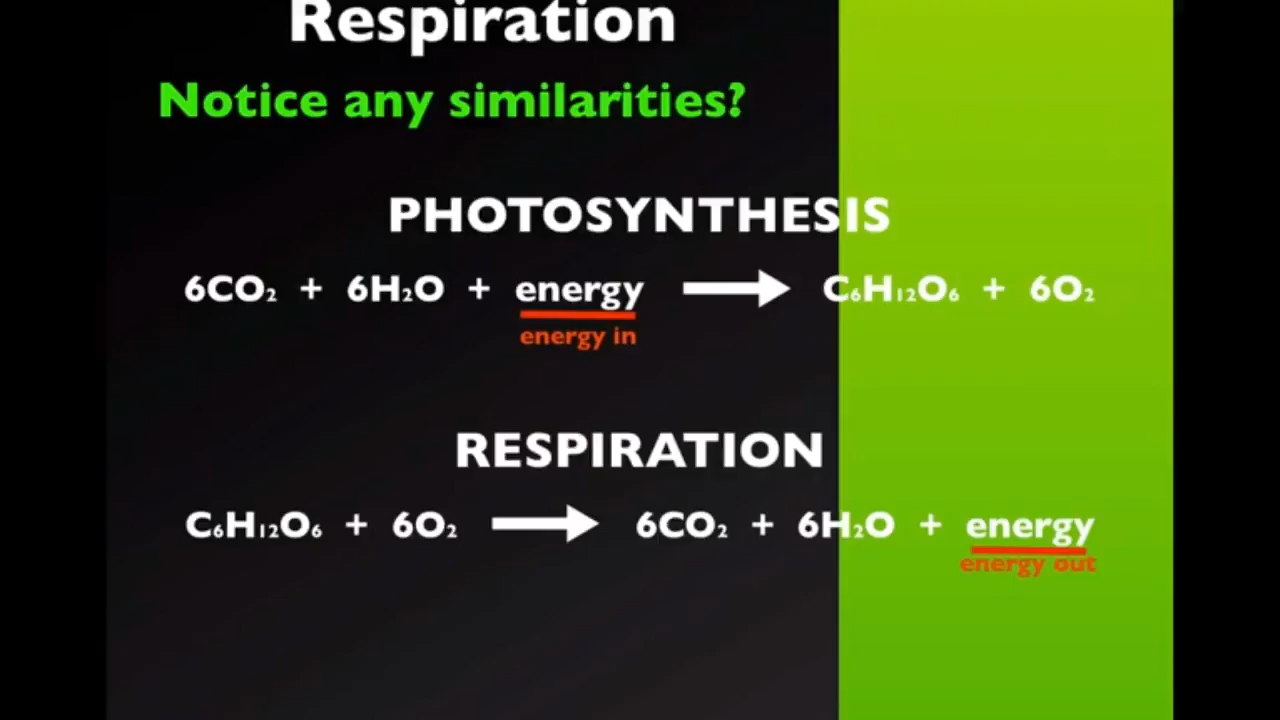 Respiration
Notice any similarities?
PHOTOSYNTHESIS
6CO₂ + 6H₂O + energy ⟶ C₆H₁₂O₆ + 6O₂
energy in
RESPIRATION
C₆H₁₂O₆ + 6O₂ ⟶ 6CO₂ + 6H₂O + energy
energy out